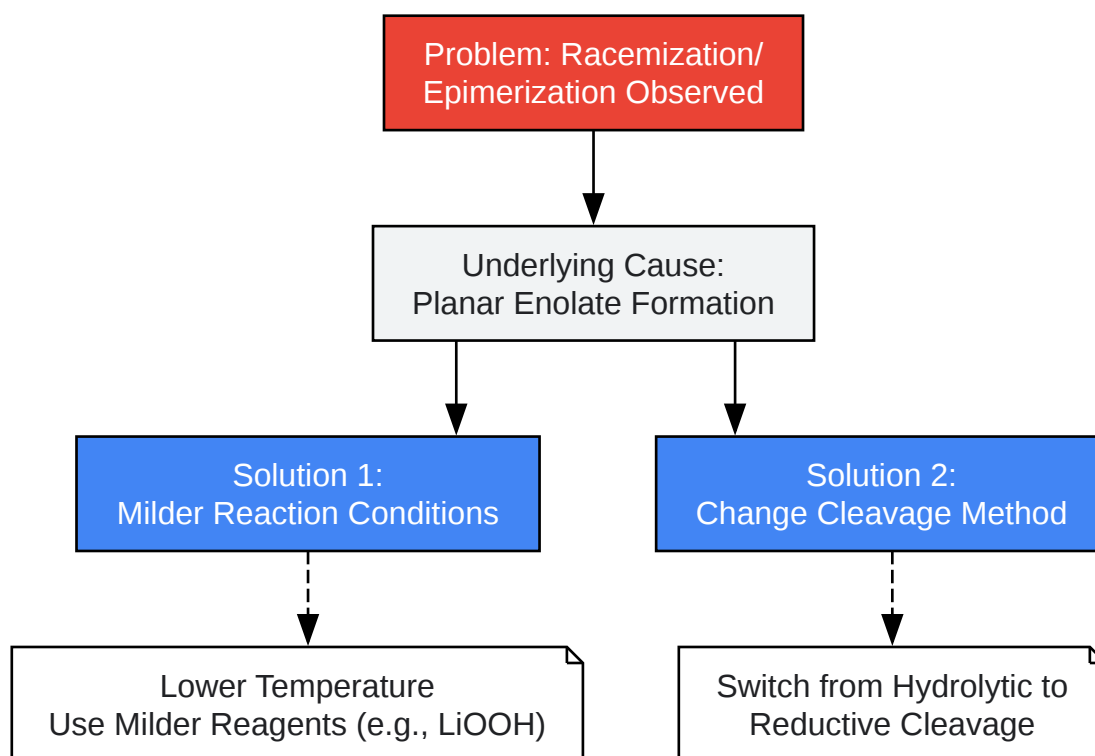 Problem: Racemization/
Epimerization Observed
Underlying Cause:
Planar Enolate Formation
Solution 1:
Milder Reaction Conditions
Solution 2:
Change Cleavage Method
Lower Temperature
Use Milder Reagents (e.g., LiOOH)
Switch from Hydrolytic to
Reductive Cleavage